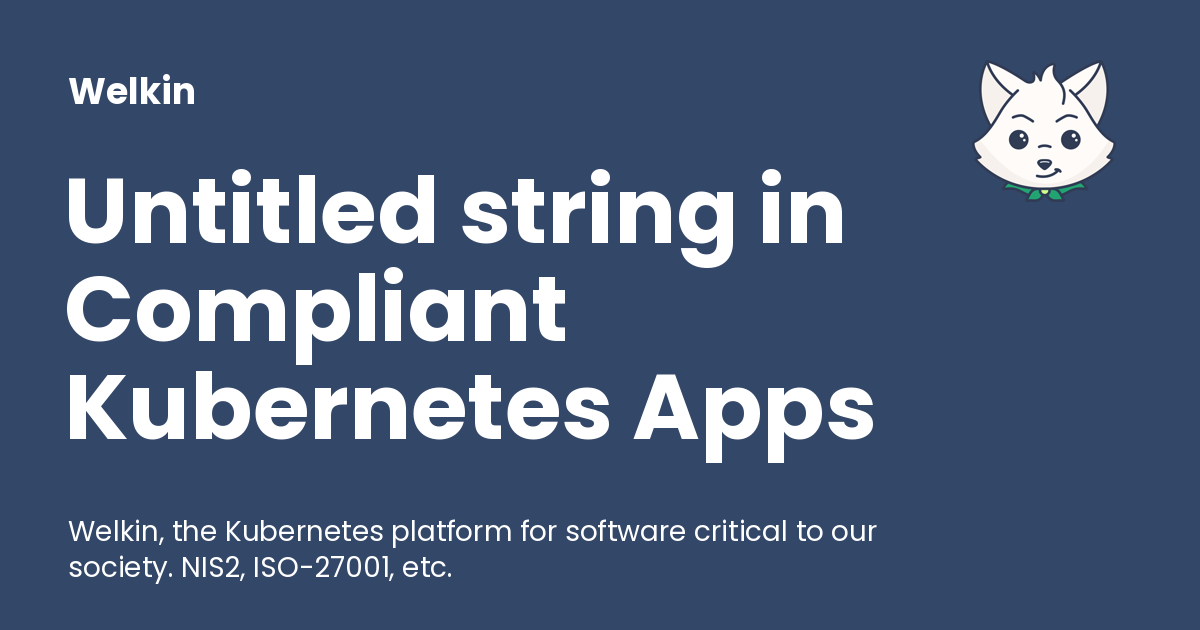 Welkin
Untitled string in
Compliant
Kubernetes Apps
Welkin, the Kubernetes platform for software critical to our
society. NIS2, ISO-27001, etc.